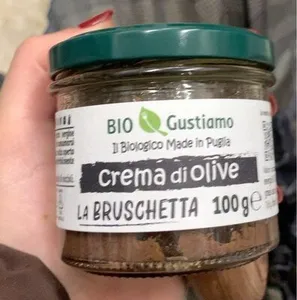 BIO Gustiamo
Il Biologico Made in Puglia
crema di olive
LA BRUSCHETTA 100g e